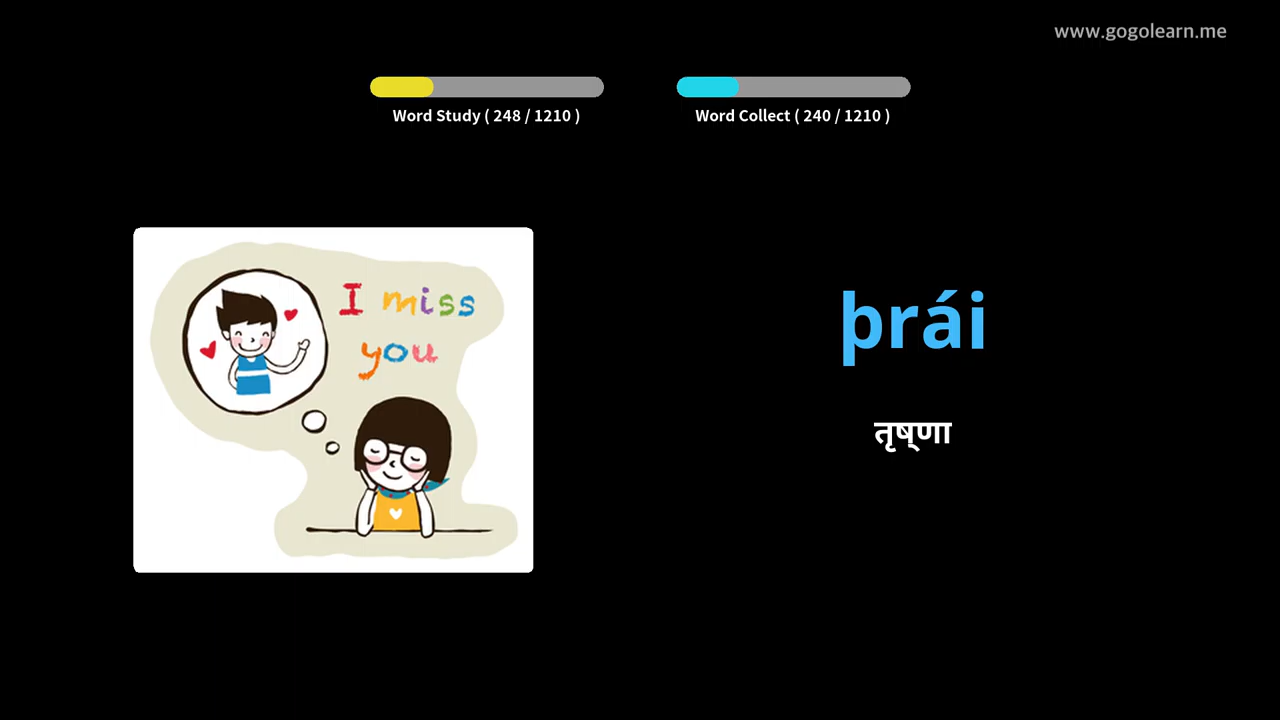 www.gogolearn.me
Word Study ( 248 / 1210 )
Word Collect ( 240 / 1210 )
I miss
you
þrái
तृष्णा